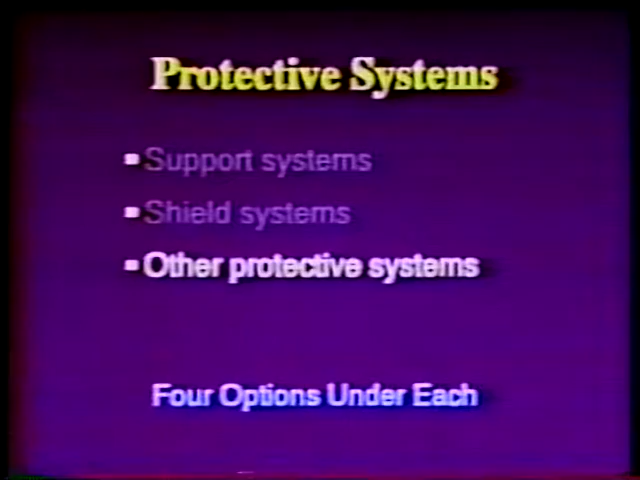 Protective Systems
Support systems
Shield systems
Other protective systems
Four Options Under Each